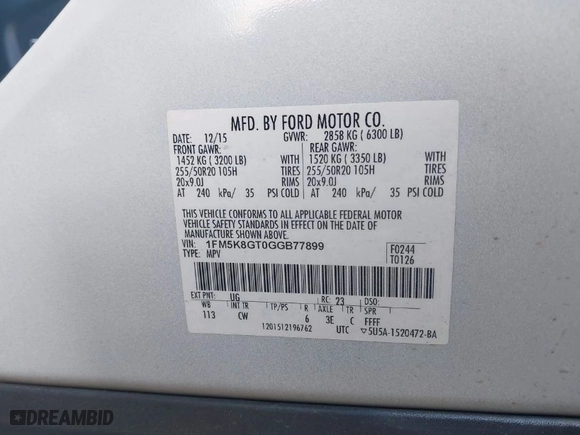 MFD. BY FORD MOTOR CO.
DATE: 12/15 GVWR: 2858 KG ( 6300 LB)
FRONT GAWR: REAR GAWR:
1452 KG ( 3200 LB) WITH 1520 KG ( 3350 LB) WITH
255/50R20 105H TIRES 255/50R20 105H TIRES
20x9.0J RIMS 20x9.0J RIMS
AT 240 kPa/ 35 PSI COLD AT 240 kPa/ 35 PSI COLD
THIS VEHICLE CONFORMS TO ALL APPLICABLE FEDERAL MOTOR
VEHICLE SAFETY STANDARDS IN EFFECT ON THE DATE OF
MANUFACTURE SHOWN ABOVE.
VIN: 1FM5K8GT0GGB77899 F0244
TYPE: MPV T0126
EXT PNT: UG RC: 23 DSO:
WB INT TR TP/PS R AXLE TR SPR
113 CW 6 3E C FFFF
1201512196762 UTC ▽5U5A-1520472-BA
DREAMBID